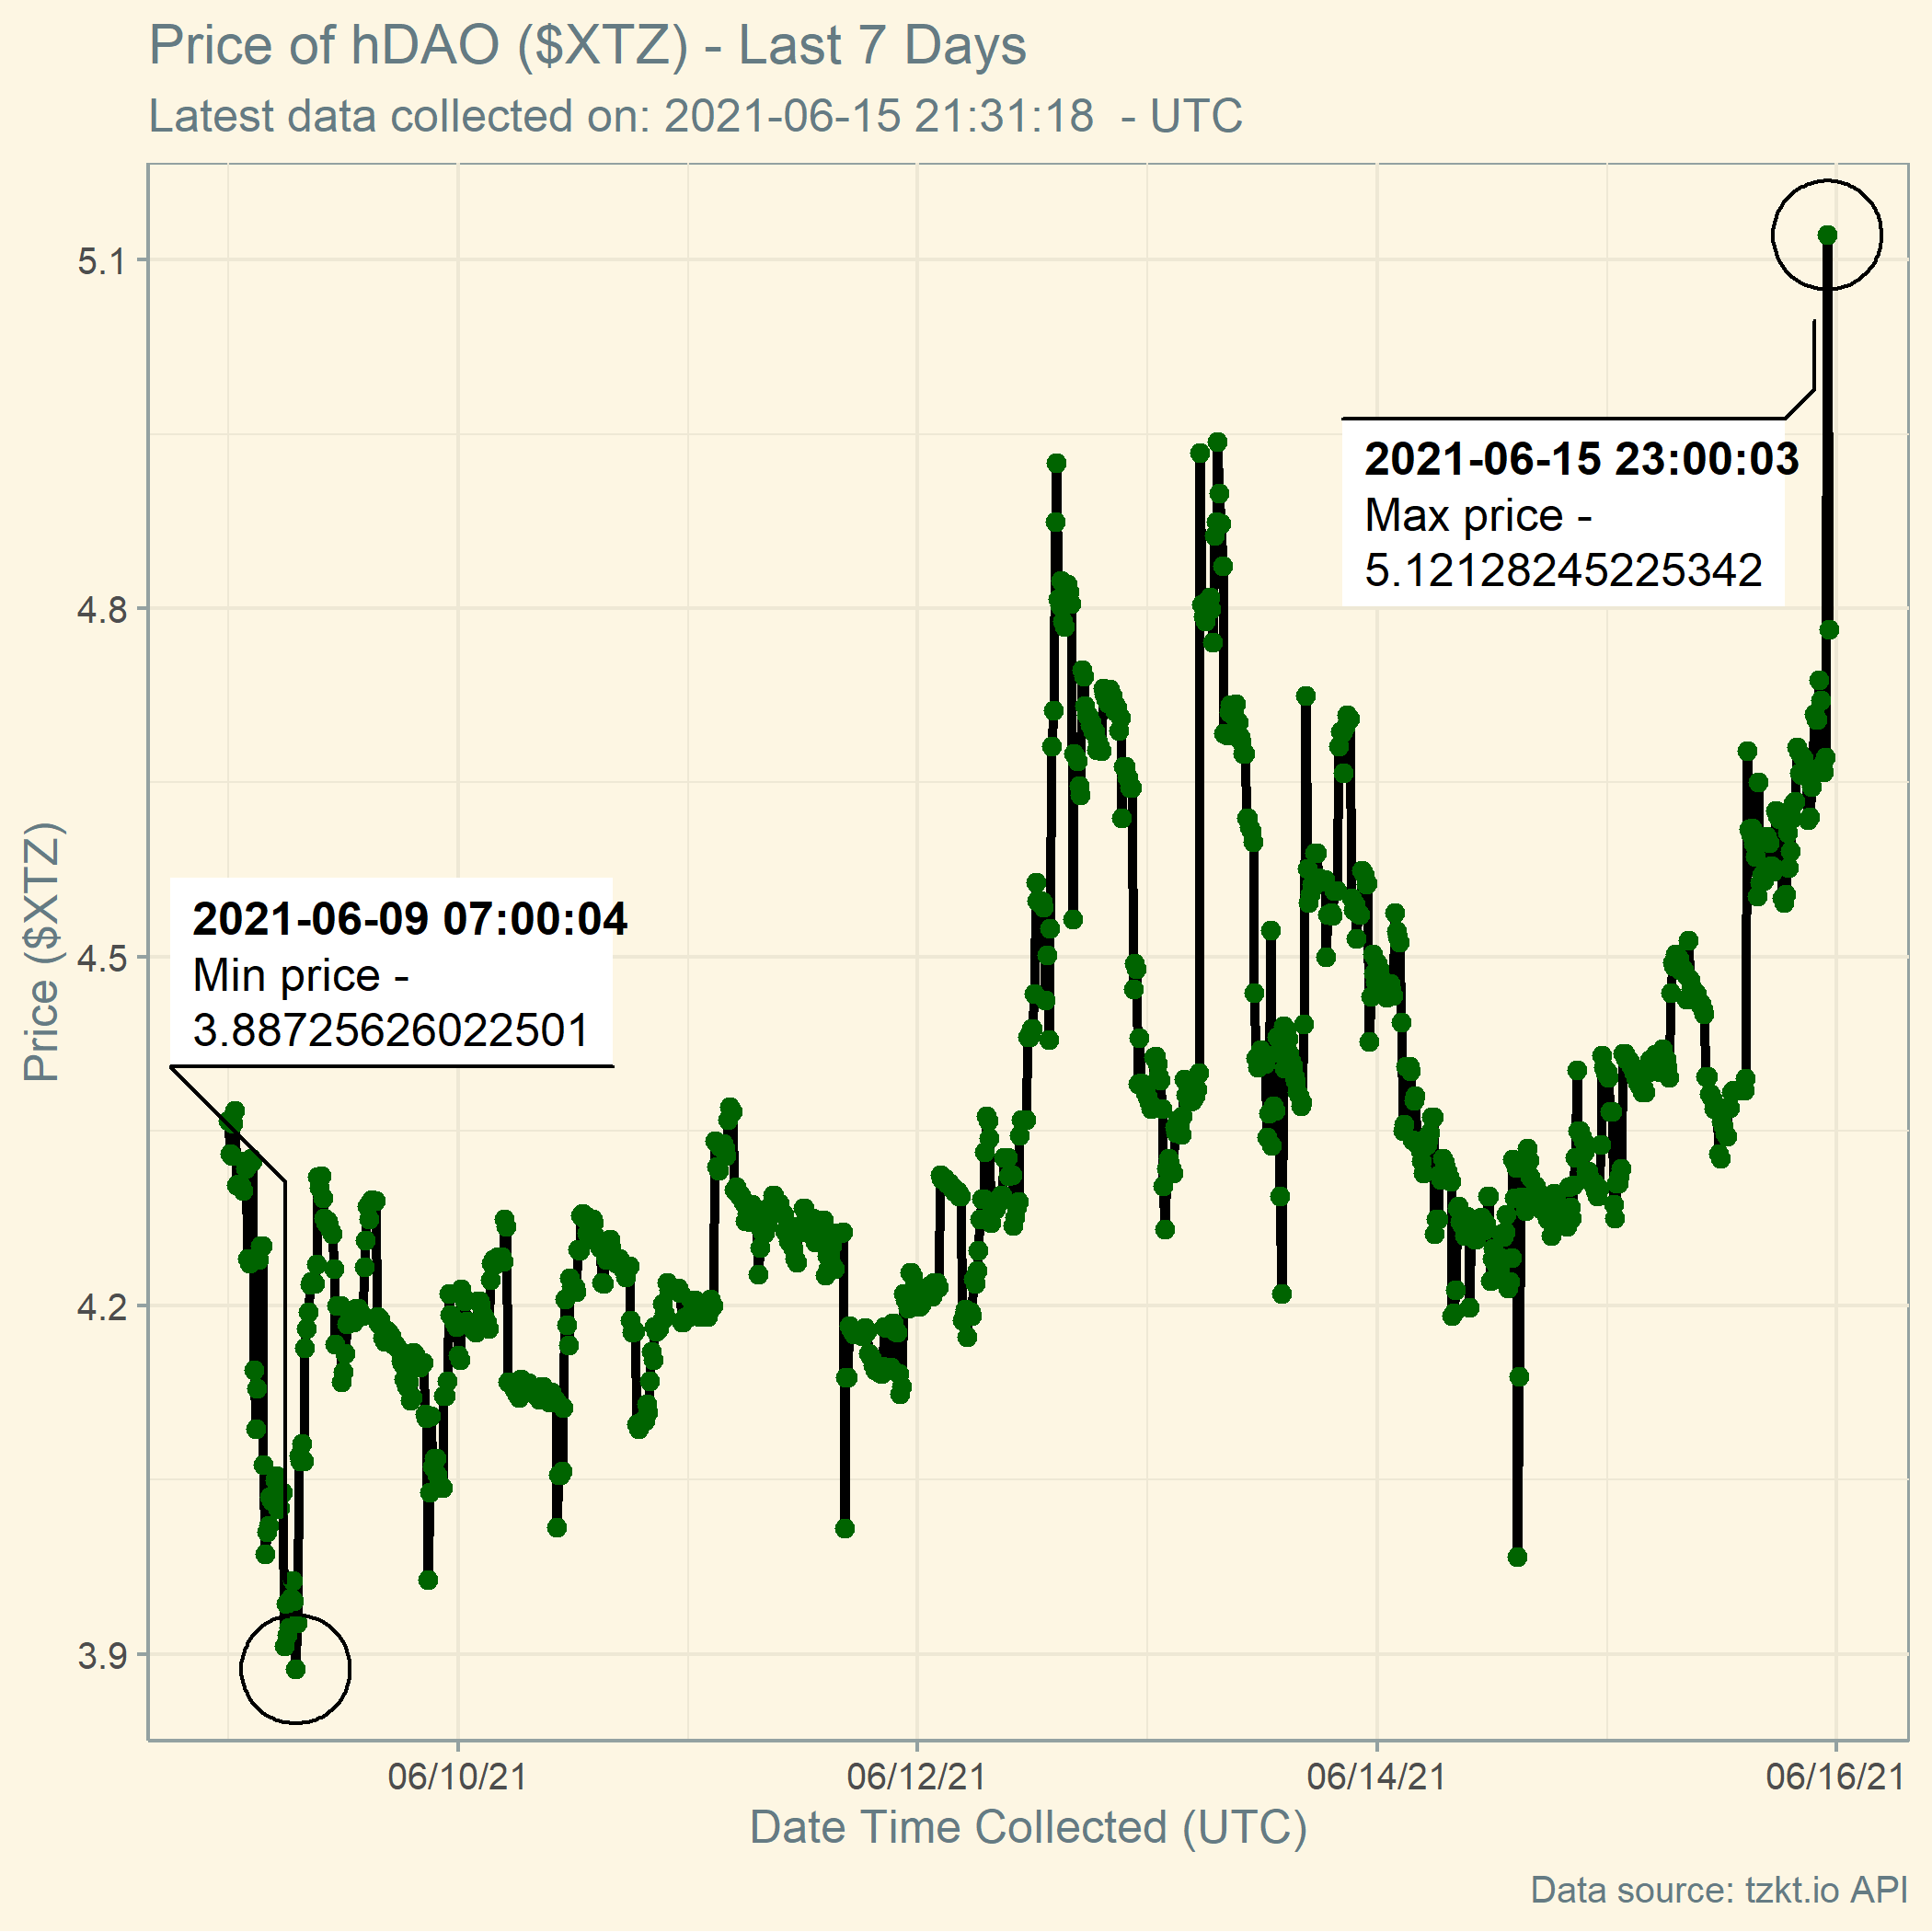 Price of hDAO ($XTZ) - Last 7 Days
Latest data collected on: 2021-06-15 21:31:18  - UTC
Price ($XTZ)
5.1
4.8
4.5
4.2
3.9
2021-06-15 23:00:03
Max price -
5.12128245225342
2021-06-09 07:00:04
Min price -
3.88725626022501
06/10/21
06/12/21
06/14/21
06/16/21
Date Time Collected (UTC)
Data source: tzkt.io API